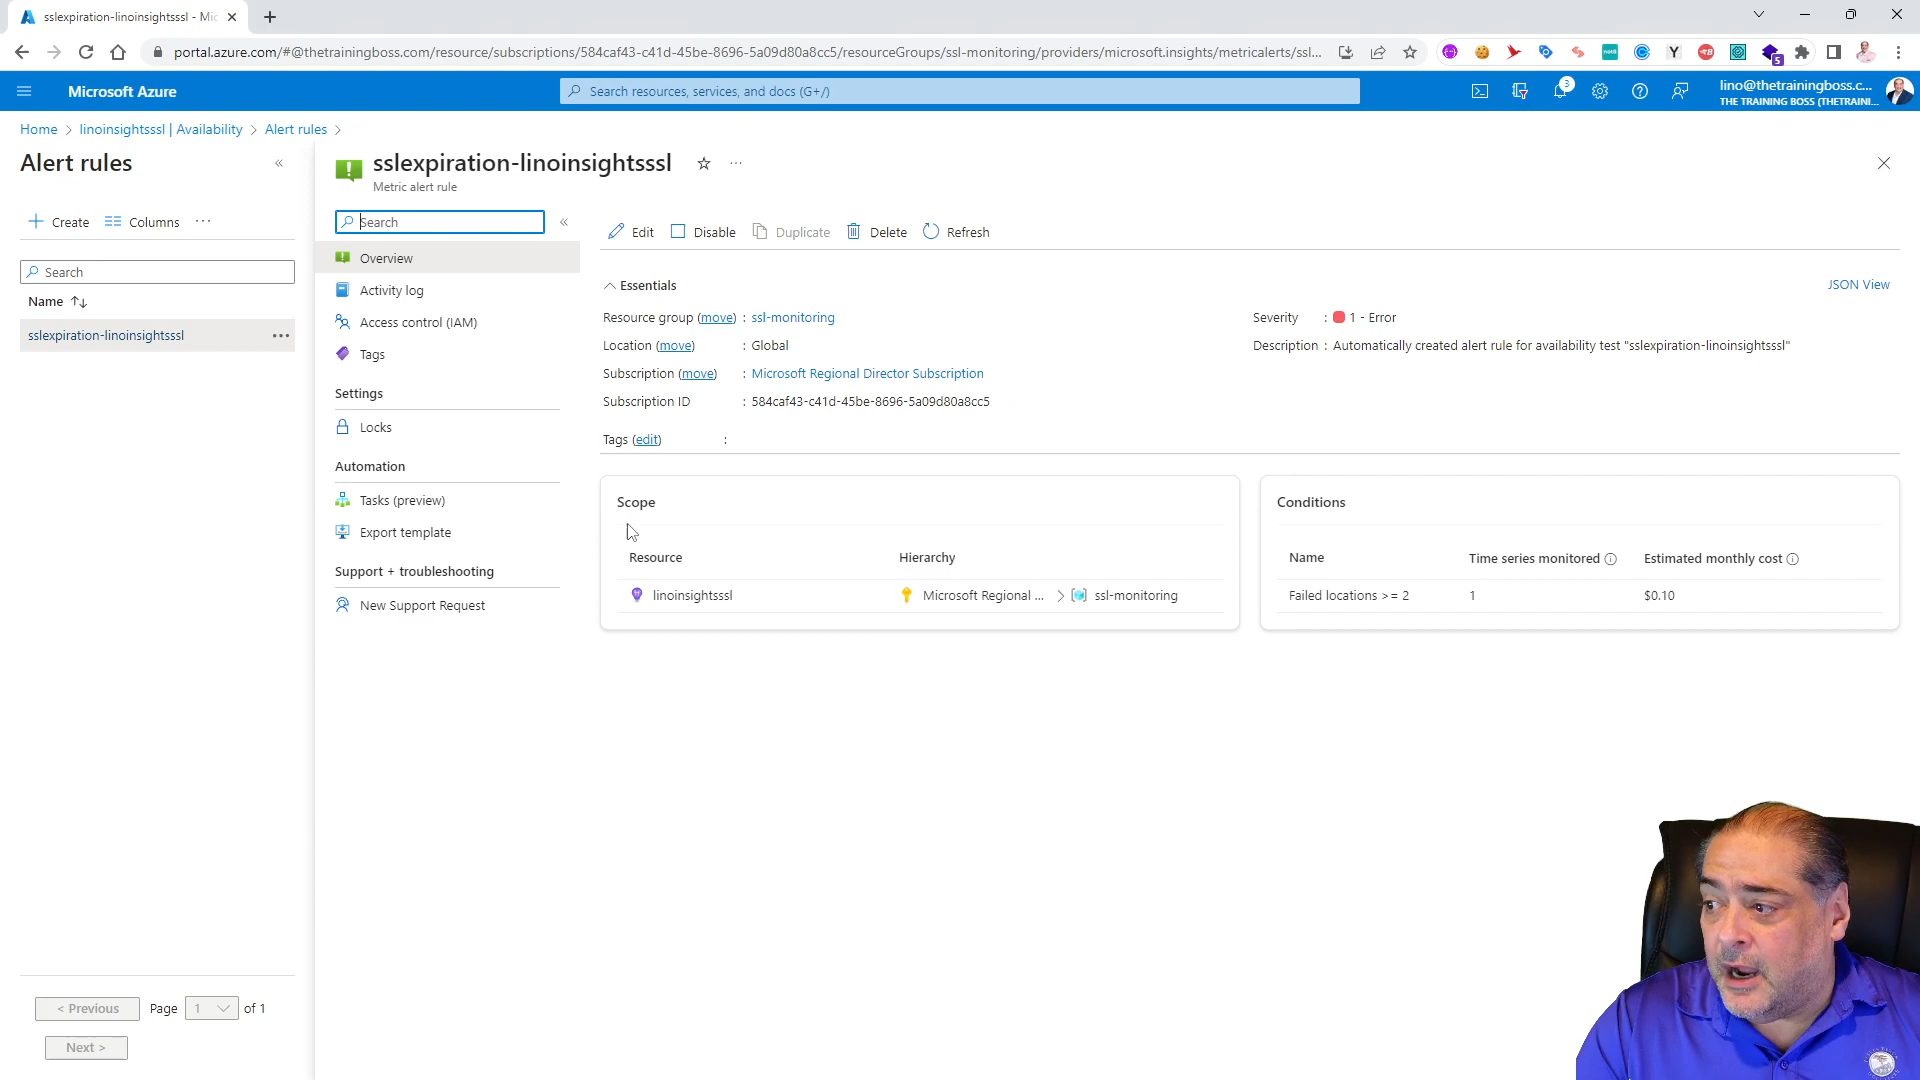 sslexpiration-linoinsightsssl - Mic
portal.azure.com/#@thetrainingboss.com/resource/subscriptions/584caf43-c41d-45be-8696-5a09d80a8cc5/resourceGroups/ssl-monitoring/providers/microsoft.insights/metricalerts/ssl...
Microsoft Azure
Search resources, services, and docs (G+/)
3
lino@thetrainingboss.c...
THE TRAINING BOSS (THETRAINI...
Home > linoinsightsssl | Availability > Alert rules >
Alert rules
Create Columns ...
Search
Name
sslexpiration-linoinsightsssl ...
< Previous Page 1 of 1
Next >
sslexpiration-linoinsightsssl ...
Metric alert rule
Search
Overview
Activity log
Access control (IAM)
Tags
Settings
Locks
Automation
Tasks (preview)
Export template
Support + troubleshooting
New Support Request
Edit Disable Duplicate Delete Refresh
Essentials
JSON View
Resource group (move) : ssl-monitoring
Location (move) : Global
Subscription (move) : Microsoft Regional Director Subscription
Subscription ID : 584caf43-c41d-45be-8696-5a09d80a8cc5
Tags (edit) :
Severity : 1 - Error
Description : Automatically created alert rule for availability test "sslexpiration-linoinsightsssl"
Scope
Resource Hierarchy
linoinsightsssl Microsoft Regional ... > ssl-monitoring
Conditions
Name Time series monitored Estimated monthly cost
Failed locations >= 2 1 $0.10